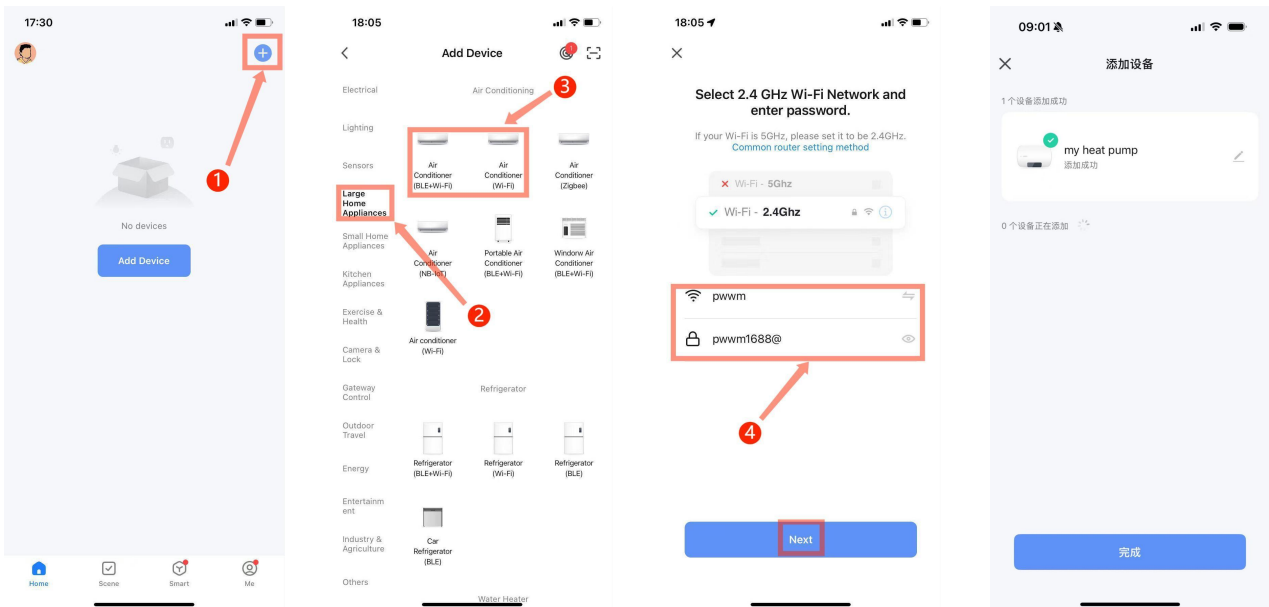 17:30
1
No devices
Add Device
Home
Scene
Smart
Me
18:05
Add Device
Electrical
Lighting
Sensors
Large
Home
Appliances
Small Home
Appliances
Kitchen
Appliances
Exercise &
Health
Camera &
Lock
Gateway
Control
Outdoor
Travel
Energy
Entertainm
ent
Industry &
Agriculture
Others
Air Conditioning
3
Air
Conditioner
(BLE+Wi-Fi)
Air
Conditioner
(Wi-Fi)
Air
Conditioner
(Zigbee)
Air
Conditioner
(NB-IoT)
Portable Air
Conditioner
(BLE+Wi-Fi)
Window Air
Conditioner
(BLE+Wi-Fi)
2
Air conditioner
(Wi-Fi)
Refrigerator
Refrigerator
(BLE+Wi-Fi)
Refrigerator
(Wi-Fi)
Refrigerator
(BLE)
Car
Refrigerator
(BLE)
Water Heater
18:05
Select 2.4 GHz Wi-Fi Network and
enter password.
If your Wi-Fi is 5GHz, please set it to be 2.4GHz.
Common router setting method
Wi-Fi - 5Ghz
Wi-Fi - 2.4Ghz
pwwm
pwwm1688@
4
Next
09:01
添加设备
1 个设备添加成功
my heat pump
添加成功
0 个设备正在添加
完成